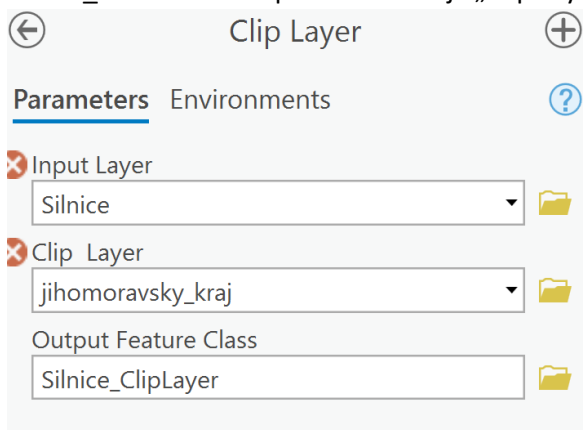 Clip Layer
Parameters Environments
?
Input Layer
Silnice
Clip Layer
jihomoravsky_kraj
Output Feature Class
Silnice_ClipLayer